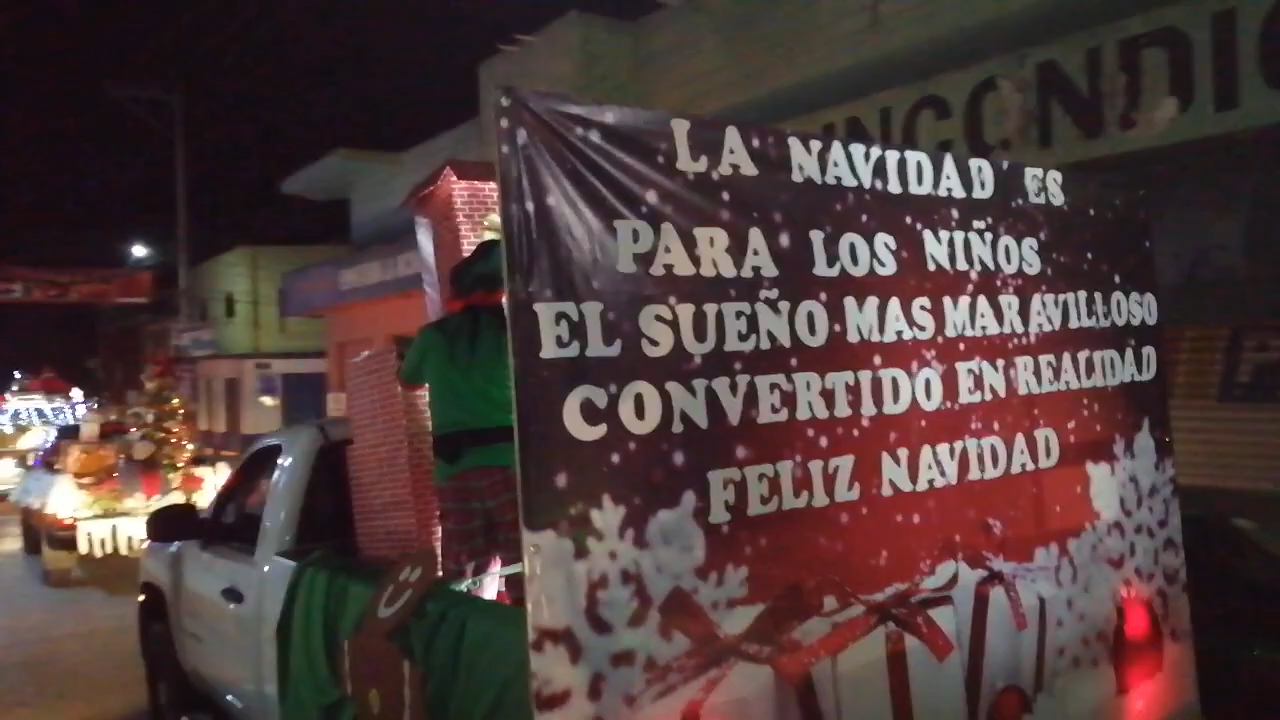 LA NAVIDAD ES
PARA LOS NIÑOS
EL SUEÑO MAS MARAVILLOSO
CONVERTIDO EN REALIDAD
FELIZ NAVIDAD